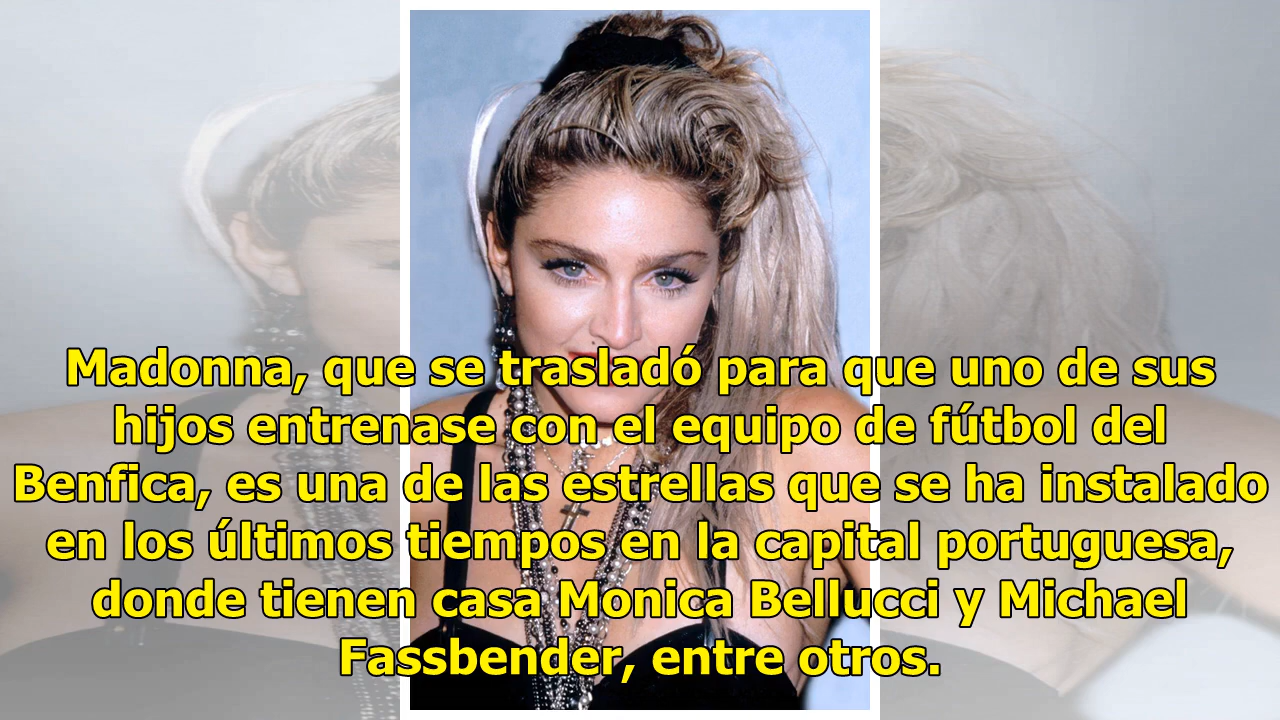 Madonna, que se trasladó para que uno de sus
hijos entrenase con el equipo de fútbol del
Benfica, es una de las estrellas que se ha instalado
en los últimos tiempos en la capital portuguesa,
donde tienen casa Monica Bellucci y Michael
Fassbender, entre otros.